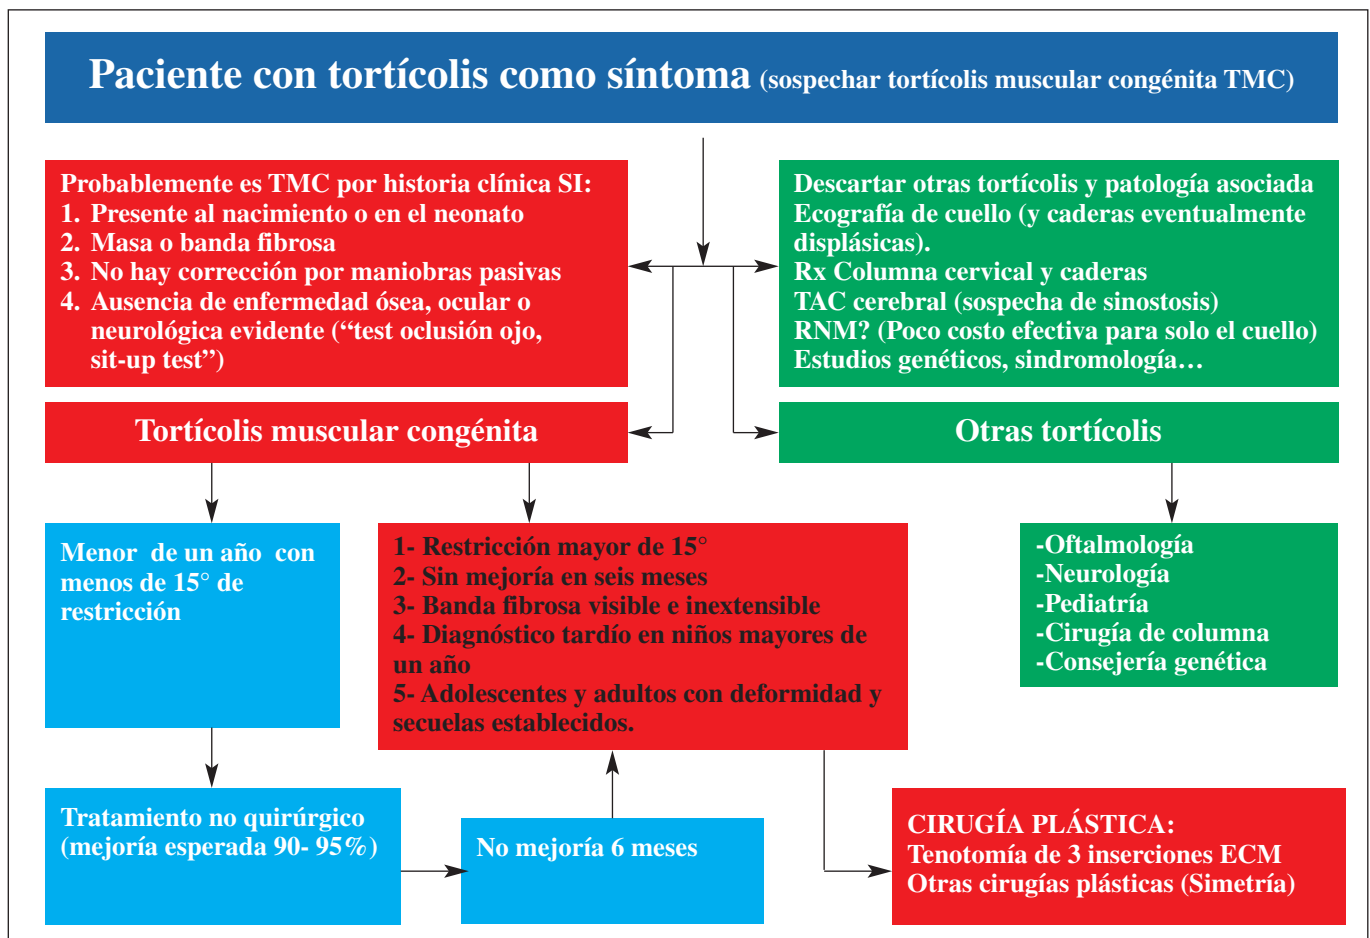 Paciente con tortícolis como síntoma (sospechar tortícolis muscular congénita TMC)
Probablemente es TMC por historia clínica SI:
1. Presente al nacimiento o en el neonato
2. Masa o banda fibrosa
3. No hay corrección por maniobras pasivas
4. Ausencia de enfermedad ósea, ocular o
neurológica evidente (“test oclusión ojo,
sit-up test”)
Descartar otras tortícolis y patología asociada
Ecografía de cuello (y caderas eventualmente
displásicas).
Rx Columna cervical y caderas
TAC cerebral (sospecha de sinostosis)
RNM? (Poco costo efectiva para solo el cuello)
Estudios genéticos, sindromología…
Tortícolis muscular congénita
Otras tortícolis
Menor de un año con
menos de 15° de
restricción
1- Restricción mayor de 15°
2- Sin mejoría en seis meses
3- Banda fibrosa visible e inextensible
4- Diagnóstico tardío en niños mayores de
un año
5- Adolescentes y adultos con deformidad y
secuelas establecidos.
-Oftalmología
-Neurología
-Pediatría
-Cirugía de columna
-Consejería genética
Tratamiento no quirúrgico
(mejoría esperada 90- 95%)
No mejoría 6 meses
CIRUGÍA PLÁSTICA:
Tenotomía de 3 inserciones ECM
Otras cirugías plásticas (Simetría)